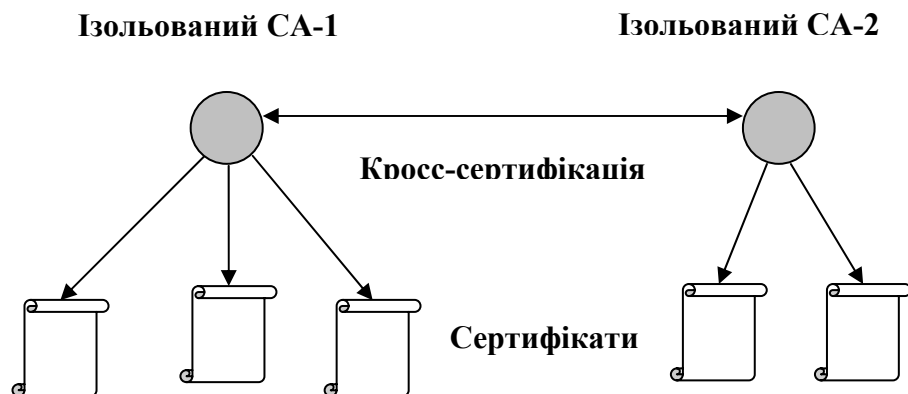 Ізольований СА-1
Ізольований СА-2
Кросс-сертифікація
Сертифікати